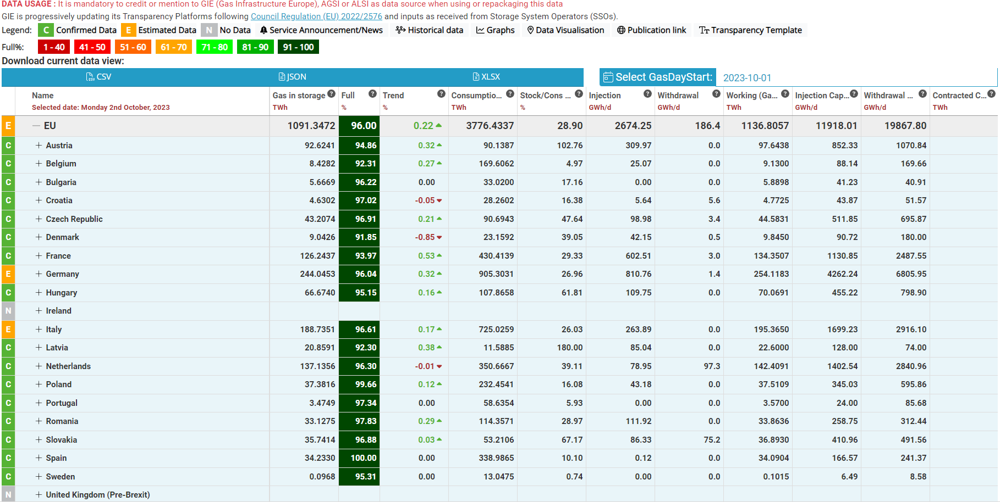 DATA USAGE : It is mandatory to credit or mention to GIE (Gas Infrastructure Europe), AGSI or ALSI as data source when using or repackaging this data
GIE is progressively updating its Transparency Platforms following Council Regulation (EU) 2022/2576 and inputs as received from Storage System Operators (SSOs).
Legend: C Confirmed Data E Estimated Data N No Data Service Announcement/News Historical data Graphs Data Visualisation Publication link Transparency Template
Full%: 1 - 40 41 - 50 51 - 60 61 - 70 71 - 80 81 - 90 91 - 100
Download current data view:
CSV JSON XLSX Select GasDayStart: 2023-10-01
Name Gas in storage Full Trend Consumptio... Stock/Cons ... Injection Withdrawal Working (Ga... Injection Cap... Withdrawal ... Contracted C...
Selected date: Monday 2nd October, 2023 TWh % % TWh % GWh/d GWh/d TWh GWh/d GWh/d TWh
E EU 1091.3472 96.00 0.22 3776.4337 28.90 2674.25 186.4 1136.8057 11918.01 19867.80
C + Austria 92.6241 94.86 0.32 90.1387 102.76 309.97 0.0 97.6438 852.33 1070.84
C + Belgium 8.4282 92.31 0.27 169.6062 4.97 25.07 0.0 9.1300 88.14 169.66
C + Bulgaria 5.6669 96.22 0.00 33.0200 17.16 0.00 0.0 5.8898 41.23 40.91
C + Croatia 4.6302 97.02 -0.05 28.2602 16.38 5.64 5.6 4.7725 43.87 51.57
C + Czech Republic 43.2074 96.91 0.21 90.6943 47.64 98.98 3.4 44.5831 511.85 695.87
C + Denmark 9.0426 91.85 -0.85 23.1592 39.05 42.15 0.5 9.8450 90.72 180.00
C + France 126.2437 93.97 0.53 430.4139 29.33 602.51 3.0 134.3507 1130.85 2487.55
E + Germany 244.0453 96.04 0.32 905.3031 26.96 810.76 1.4 254.1183 4262.24 6805.95
C + Hungary 66.6740 95.15 0.16 107.8658 61.81 109.75 0.0 70.0691 455.22 798.90
N + Ireland
E + Italy 188.7351 96.61 0.17 725.0259 26.03 263.89 0.0 195.3650 1699.23 2916.10
C + Latvia 20.8591 92.30 0.38 11.5885 180.00 85.04 0.0 22.6000 128.00 74.00
C + Netherlands 137.1356 96.30 -0.01 350.6667 39.11 78.95 97.3 142.4091 1402.54 2840.96
C + Poland 37.3816 99.66 0.12 232.4541 16.08 43.18 0.0 37.5109 345.03 595.86
C + Portugal 3.4749 97.34 0.00 58.6354 5.93 0.00 0.0 3.5700 24.00 85.68
C + Romania 33.1275 97.83 0.29 114.3571 28.97 111.92 0.0 33.8636 258.75 312.44
C + Slovakia 35.7414 96.88 0.03 53.2106 67.17 86.33 75.2 36.8930 410.96 491.56
C + Spain 34.2330 100.00 0.00 338.9865 10.10 0.12 0.0 34.0904 166.57 241.37
C + Sweden 0.0968 95.31 0.00 13.0475 0.74 0.00 0.0 0.1015 6.49 8.58
N + United Kingdom (Pre-Brexit)